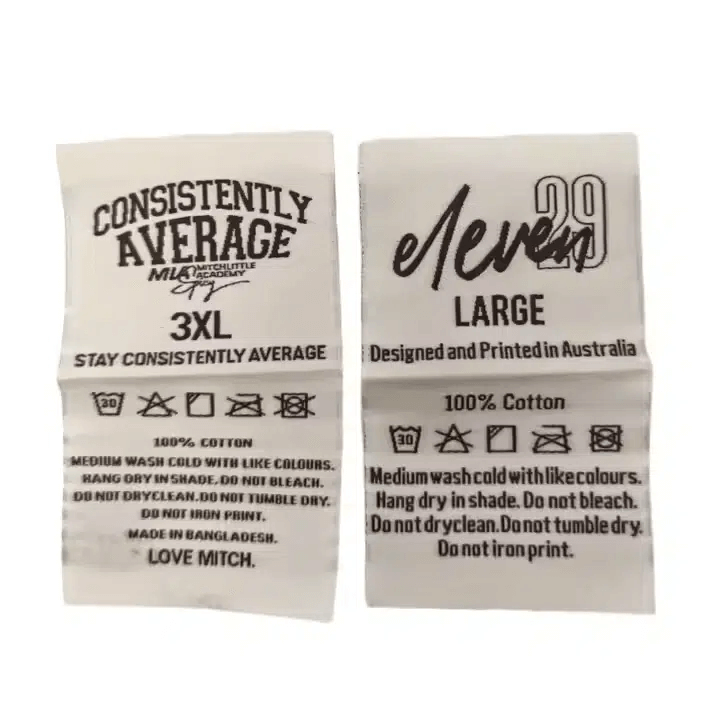 CONSISTENTLY
AVERAGE
MLA MITCHLITTLE
ACADEMY
3XL
STAY CONSISTENTLY AVERAGE
30
100% COTTON
MEDIUM WASH COLD WITH LIKE COLOURS.
HANG DRY IN SHADE. DO NOT BLEACH.
DO NOT DRYCLEAN. DO NOT TUMBLE DRY.
DO NOT IRON PRINT.
MADE IN BANGLADESH.
LOVE MITCH.
eleven 29
LARGE
Designed and Printed in Australia
100% Cotton
30
Medium wash cold with like colours.
Hang dry in shade. Do not bleach.
Do not dryclean. Do not tumble dry.
Do not iron print.